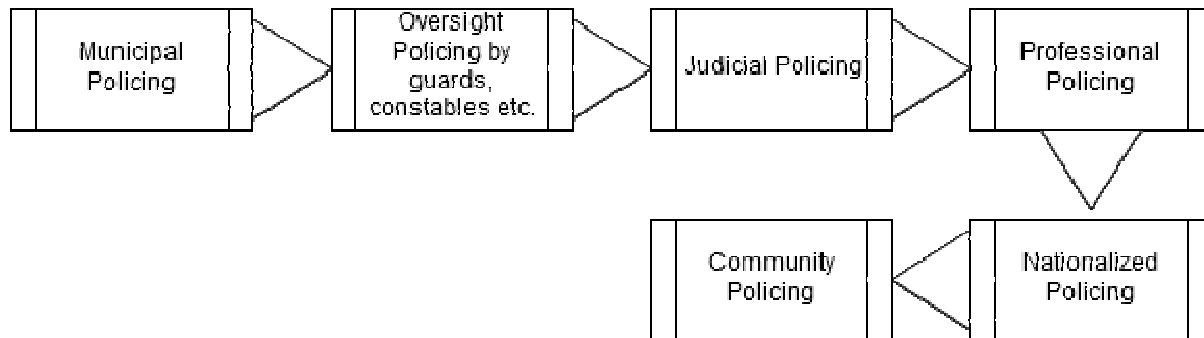 Municipal
Policing
Oversight
Policing by
guards,
constables etc.
Judicial Policing
Professional
Policing
Nationalized
Policing
Community
Policing